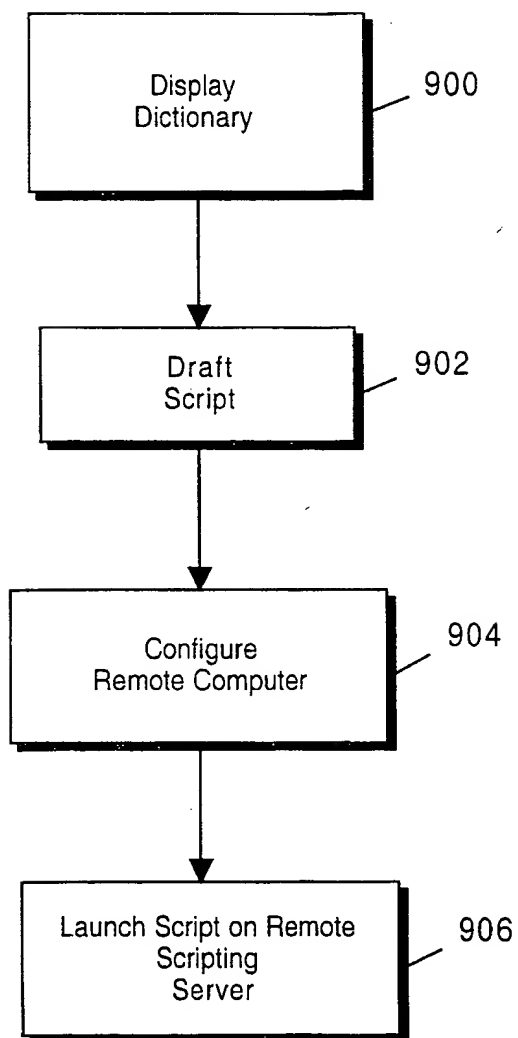 Display
Dictionary
900
Draft
Script
902
Configure
Remote Computer
904
Launch Script on Remote
Scripting
Server
906